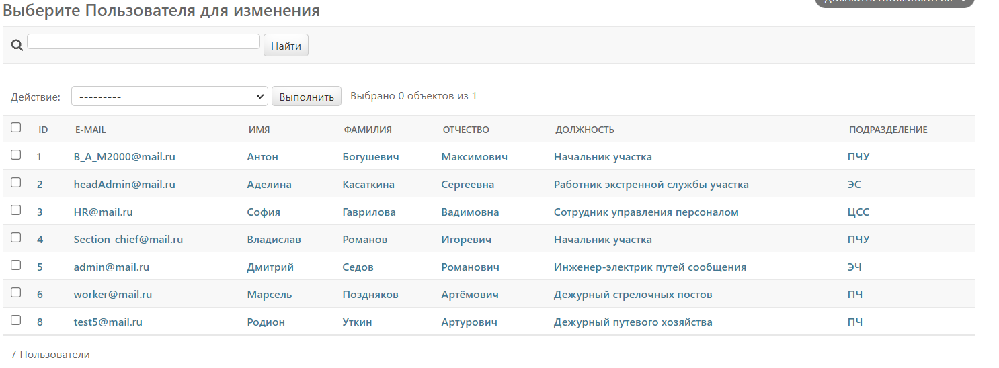 ДОБАВИТЬ ПОЛЬЗОВАТЕЛЯ
Выберите Пользователя для изменения
Найти
Действие: --------- Выполнить Выбрано 0 объектов из 1
ID E-MAIL ИМЯ ФАМИЛИЯ ОТЧЕСТВО ДОЛЖНОСТЬ ПОДРАЗДЕЛЕНИЕ
1 B_A_M2000@mail.ru Антон Богушевич Максимович Начальник участка ПЧУ
2 headAdmin@mail.ru Аделина Касаткина Сергеевна Работник экстренной службы участка ЭС
3 HR@mail.ru София Гаврилова Вадимовна Сотрудник управления персоналом ЦСС
4 Section_chief@mail.ru Владислав Романов Игоревич Начальник участка ПЧУ
5 admin@mail.ru Дмитрий Седов Романович Инженер-электрик путей сообщения ЭЧ
6 worker@mail.ru Марсель Поздняков Артёмович Дежурный стрелочных постов ПЧ
8 test5@mail.ru Родион Уткин Артурович Дежурный путевого хозяйства ПЧ
7 Пользователи